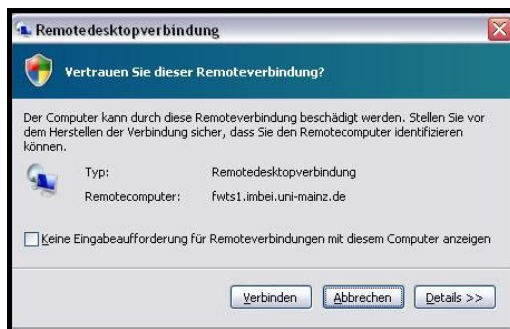 Remotedesktopverbindung
Vertrauen Sie dieser Remoteverbindung?
Der Computer kann durch diese Remoteverbindung beschädigt werden. Stellen Sie vor
dem Herstellen der Verbindung sicher, dass Sie den Remotecomputer identifizieren
können.
Typ: Remotedesktopverbindung
Remotecomputer: fwts1.imbei.uni-mainz.de
Keine Eingabeaufforderung für Remoteverbindungen mit diesem Computer anzeigen
Verbinden Abbrechen Details >>